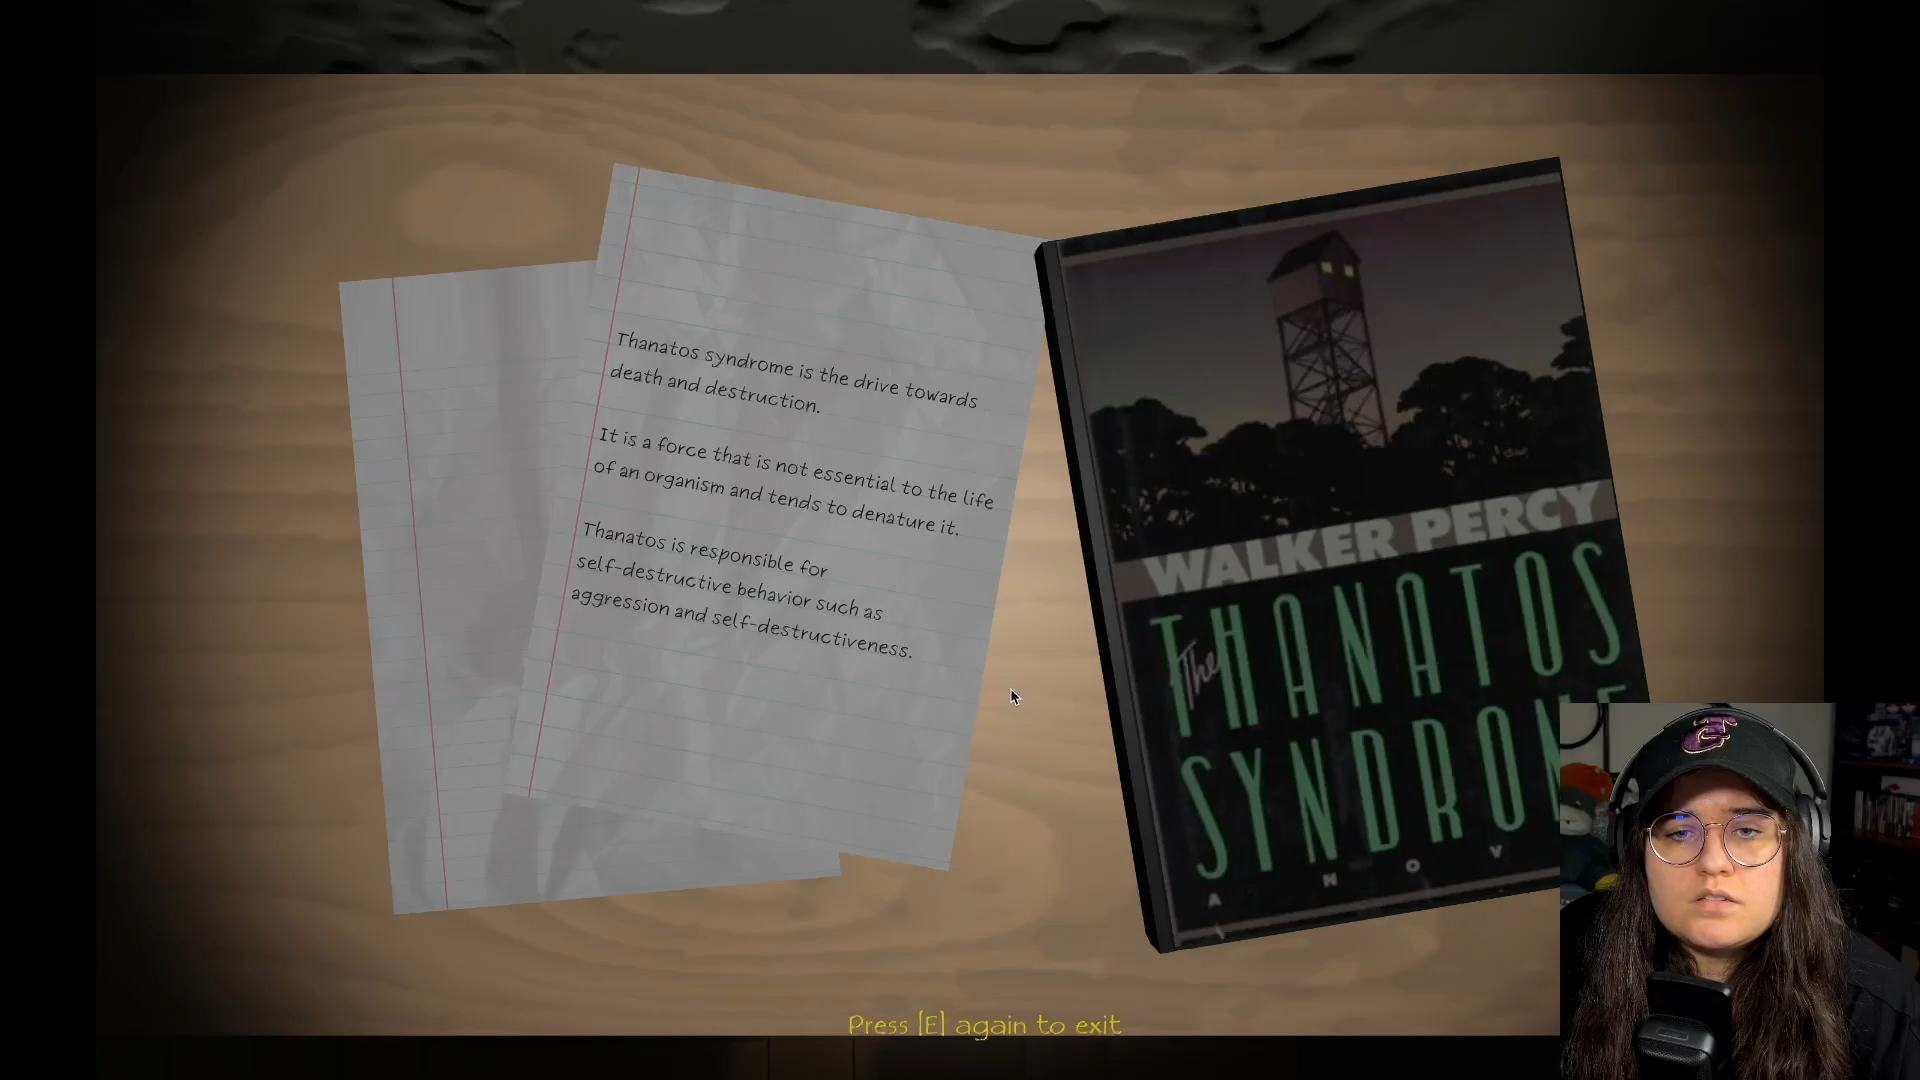 Thanatos syndrome is the drive towards
death and destruction.
It is a force that is not essential to the life
of an organism and tends to denature it.
Thanatos is responsible for
self-destructive behavior such as
aggression and self-destructiveness.
WALKER PERCY
The
THANATOS
SYNDROME
A NOV
Press [E] again to exit